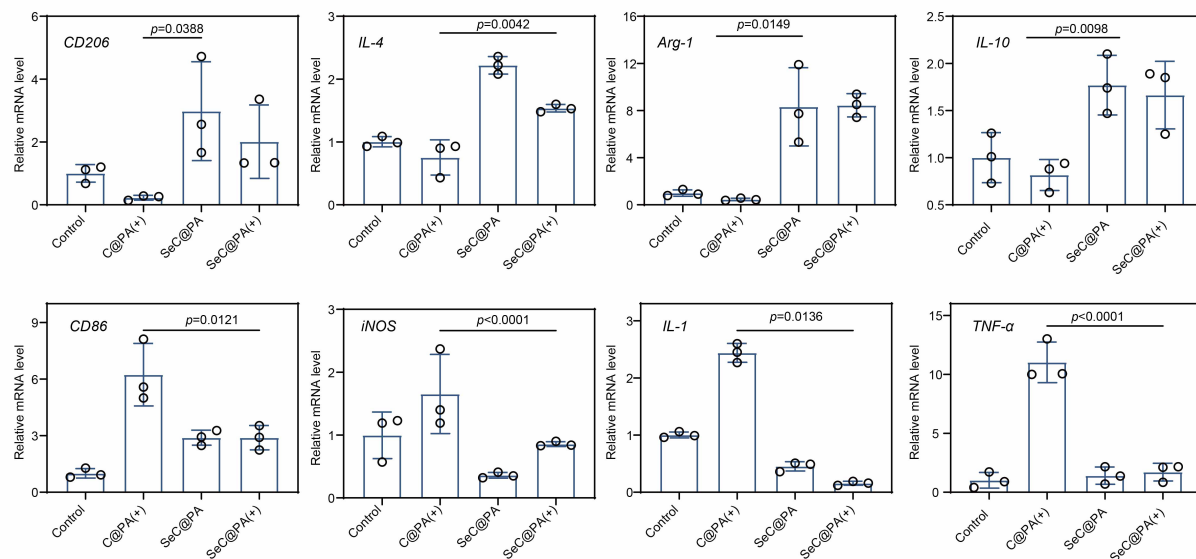 CD206
p=0.0388
Relative mRNA level
6
4
2
0
Control
C@PA(+)
SeC@PA
SeC@PA(+)
IL-4
p=0.0042
Relative mRNA level
3
2
1
0
Control
C@PA(+)
SeC@PA
SeC@PA(+)
Arg-1
p=0.0149
Relative mRNA level
16
12
8
4
0
Control
C@PA(+)
SeC@PA
SeC@PA(+)
IL-10
p=0.0098
Relative mRNA level
2.5
2.0
1.5
1.0
0.5
Control
C@PA(+)
SeC@PA
SeC@PA(+)
CD86
p=0.0121
Relative mRNA level
9
6
3
0
Control
C@PA(+)
SeC@PA
SeC@PA(+)
iNOS
p<0.0001
Relative mRNA level
3
2
1
0
Control
C@PA(+)
SeC@PA
SeC@PA(+)
IL-1
p=0.0136
Relative mRNA level
3
2
1
0
Control
C@PA(+)
SeC@PA
SeC@PA(+)
TNF-α
p<0.0001
Relative mRNA level
15
10
5
0
Control
C@PA(+)
SeC@PA
SeC@PA(+)